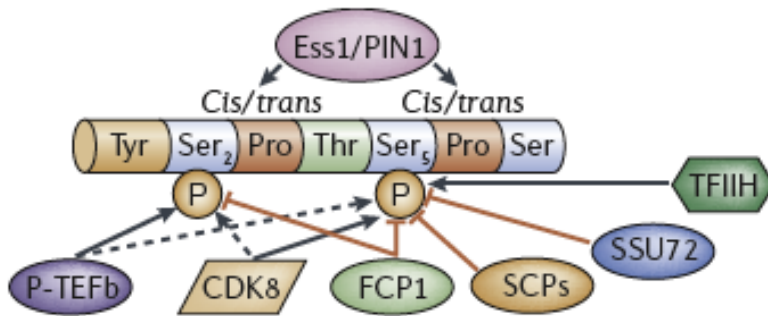 Ess1/PIN1
Cis/trans Cis/trans
Tyr Ser2 Pro Thr Ser5 Pro Ser
P P
TFIIH
SSU72
P-TEFb CDK8 FCP1 SCPs